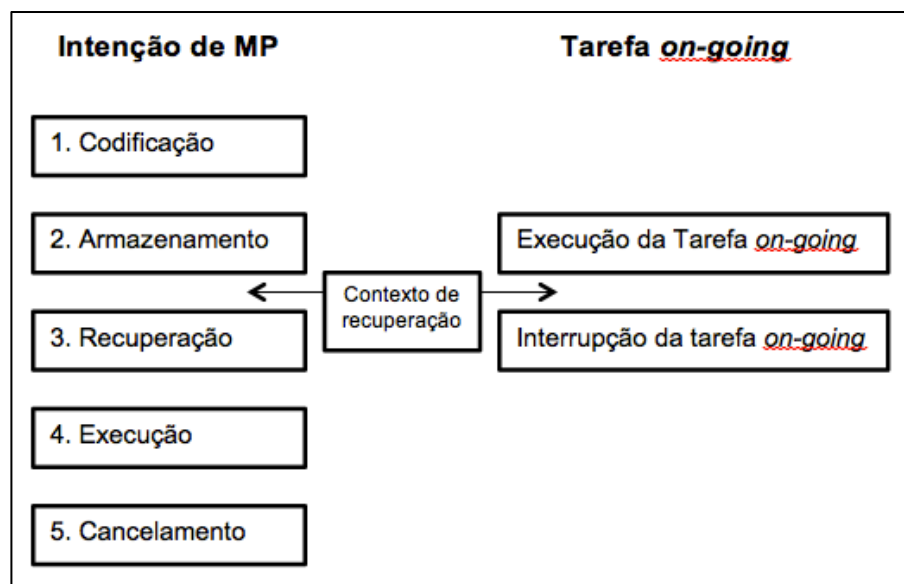 Intenção de MP
Tarefa on-going
1. Codificação
2. Armazenamento
Execução da Tarefa on-going
Contexto de
recuperação
3. Recuperação
Interrupção da tarefa on-going
4. Execução
5. Cancelamento